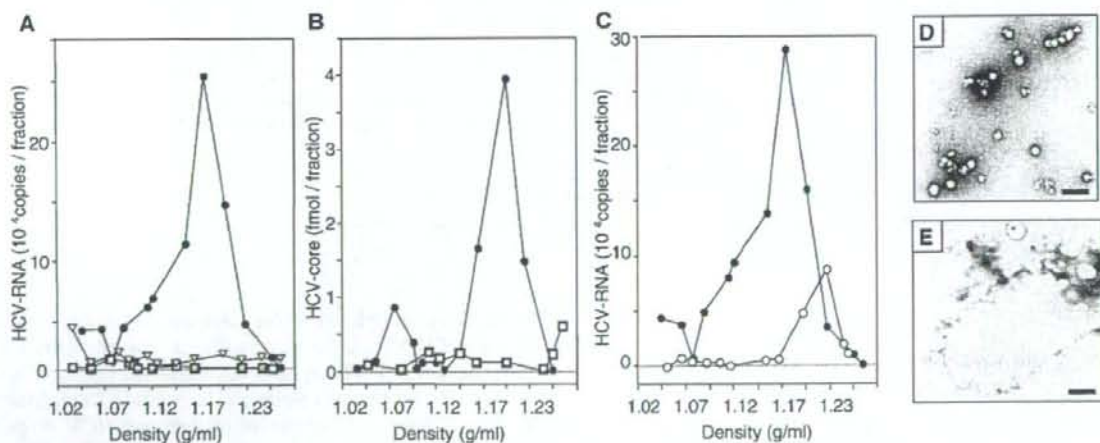 A
B
C
D
E
HCV-RNA (10 ⁴copies / fraction)
20
10
0
1.02 1.07 1.12 1.17 1.23
Density (g/ml)
HCV-core (fmol / fraction)
4
3
2
1
0
1.02 1.07 1.12 1.17 1.23
Density (g/ml)
HCV-RNA (10 ⁴copies / fraction)
30
20
10
0
1.02 1.07 1.12 1.17 1.23
Density (g/ml)